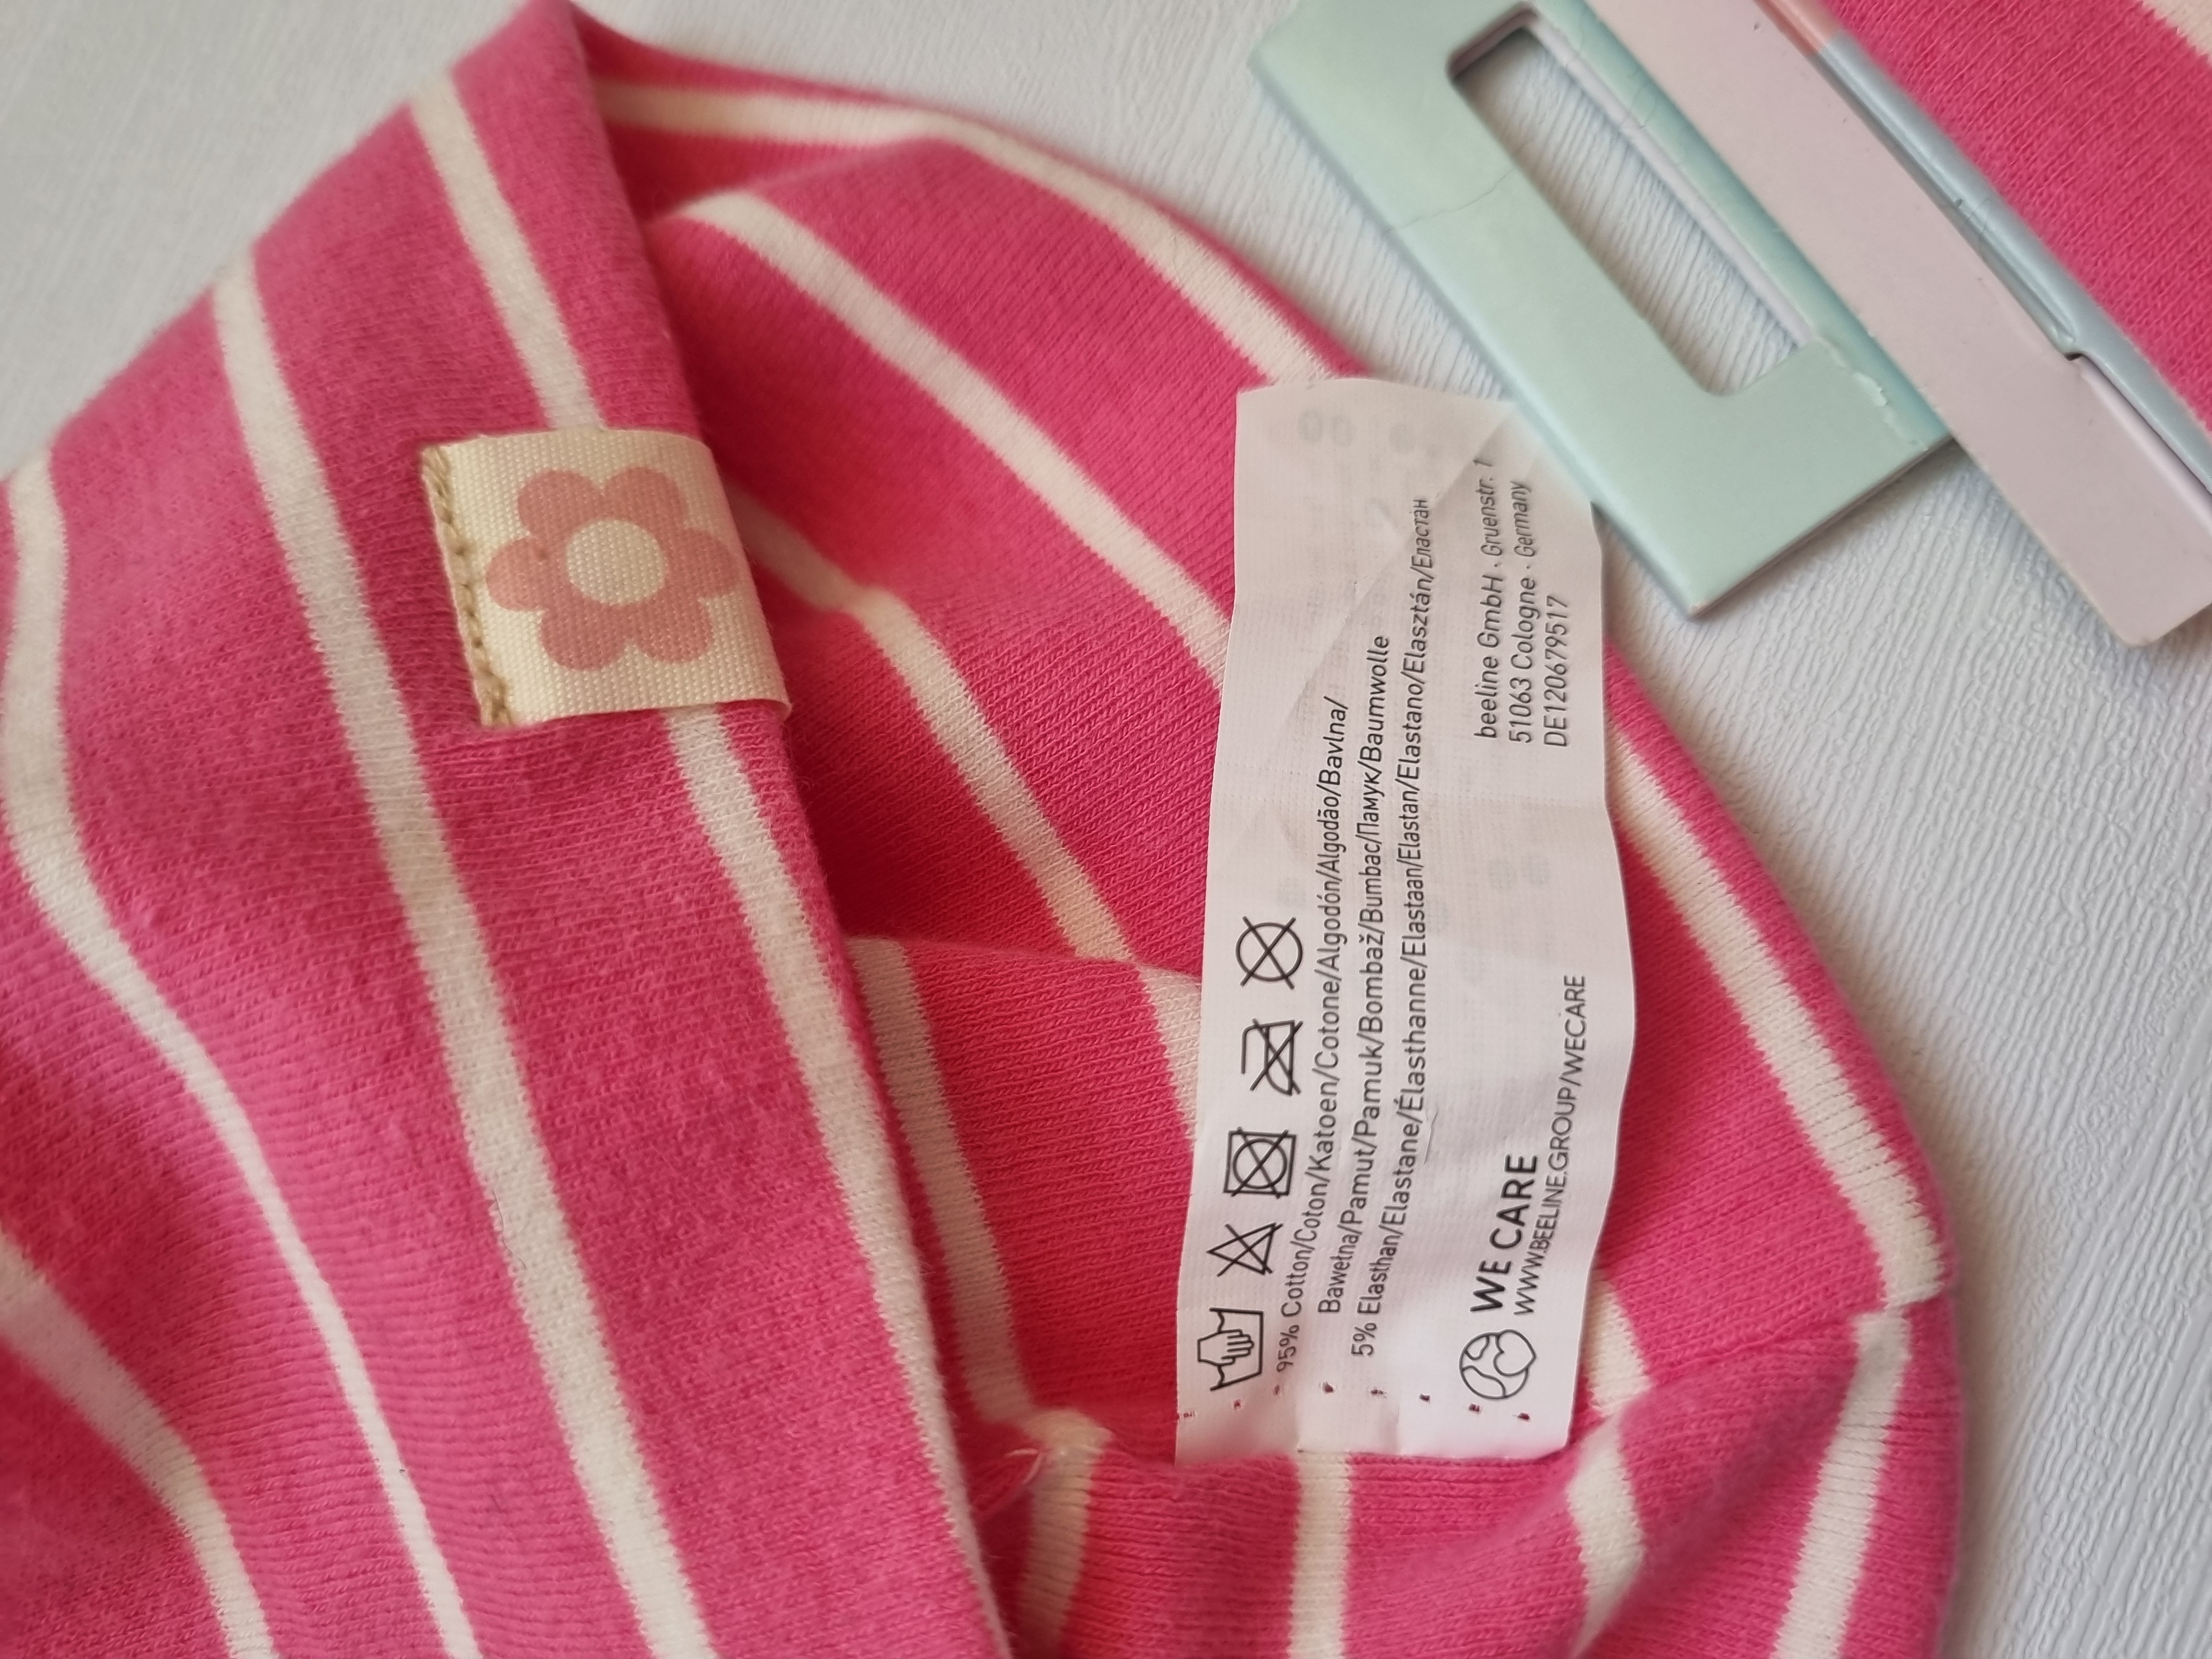 95% Cotton/Coton/Katoen/Cotone/Algodón/Algodão/Bavlna/
Bawełna/Pamut/Pamuk/Bombaž/Bumbac/Памук/Baumwolle
5% Elasthan/Elastane/Élasthanne/Elastaan/Elastan/Elastano/Elasztán/Еластан
WE CARE
WWW.BEELINE.GROUP/WECARE
beeline GmbH · Gruenstr. 1
51063 Cologne · Germany
DE120679517